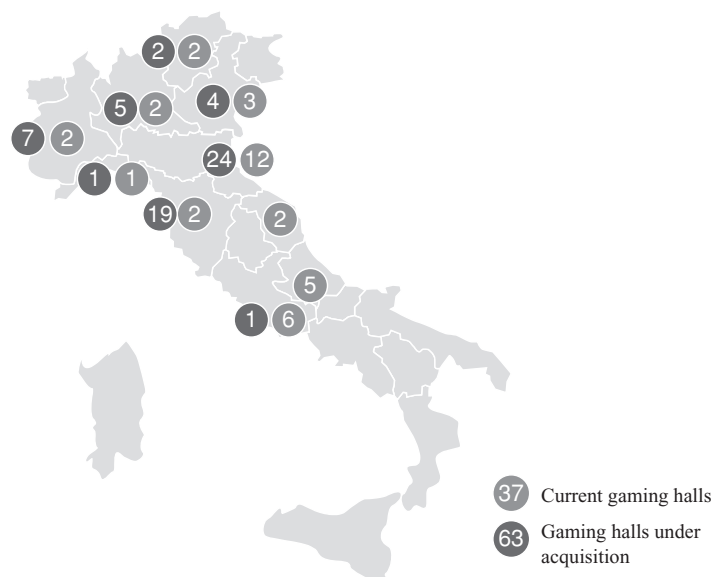 2 2
5 2 4 3
7 2
24 12
1 1
19 2 2
5
1 6
37 Current gaming halls
63 Gaming halls under
acquisition